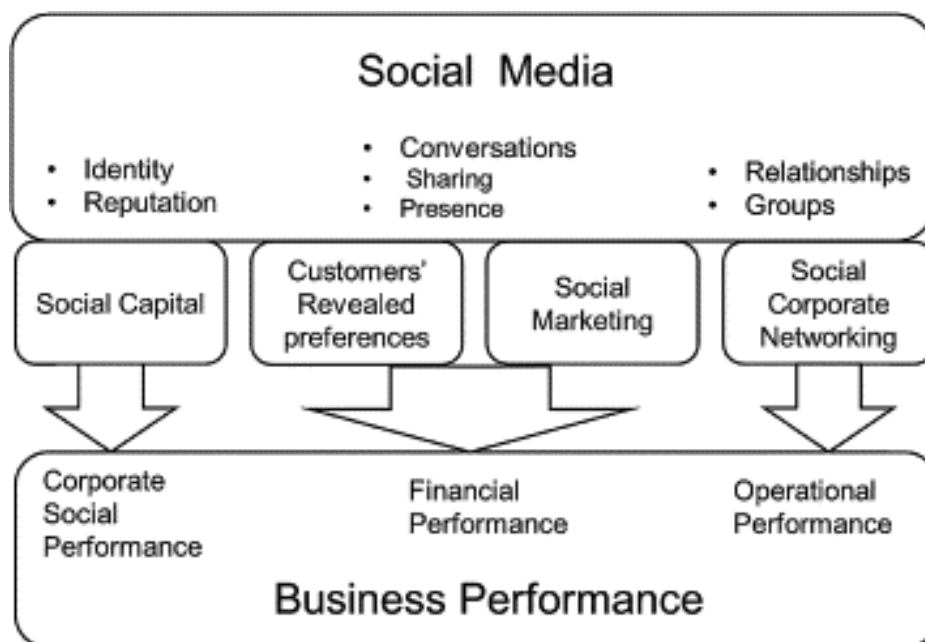 Social Media
• Identity
• Reputation
• Conversations
• Sharing
• Presence
• Relationships
• Groups
Social Capital
Customers'
Revealed
preferences
Social
Marketing
Social
Corporate
Networking
Corporate
Social
Performance
Financial
Performance
Operational
Performance
Business Performance